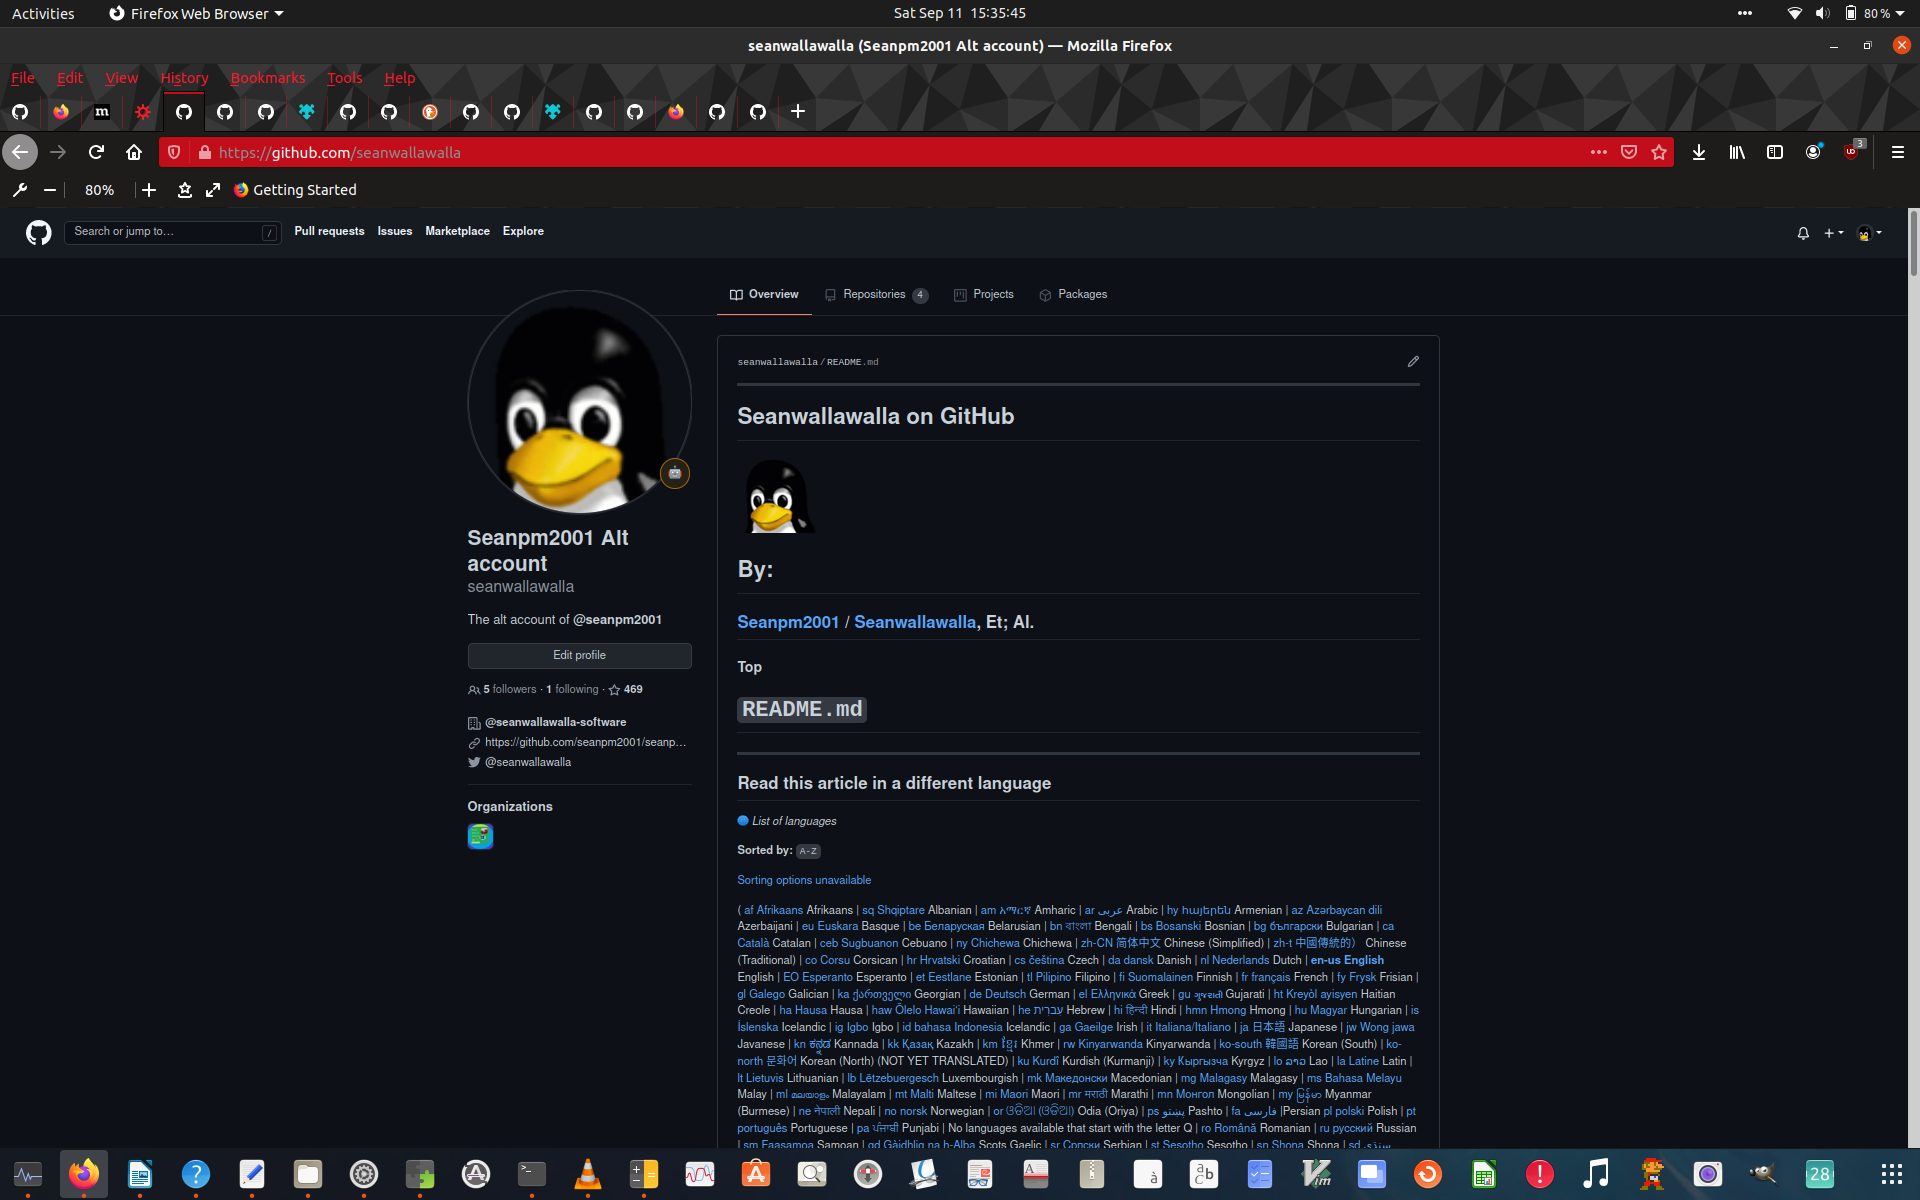 Activities Firefox Web Browser Sat Sep 11 15:35:45 80 %
seanwallawalla (Seanpm2001 Alt account) — Mozilla Firefox
File Edit View History Bookmarks Tools Help
https://github.com/seanwallawalla 3
80% Getting Started
Search or jump to… / Pull requests Issues Marketplace Explore
Overview Repositories 4 Projects Packages
seanwallawalla / README.md
Seanwallawalla on GitHub
Seanpm2001 Alt
account
seanwallawalla
The alt account of @seanpm2001
Edit profile
5 followers · 1 following · 469
@seanwallawalla-software
https://github.com/seanpm2001/seanp…
@seanwallawalla
Organizations
By:
Seanpm2001 / Seanwallawalla, Et; Al.
Top
README.md
Read this article in a different language
List of languages
Sorted by: A-Z
Sorting options unavailable
( af Afrikaans Afrikaans | sq Shqiptare Albanian | am አማርኛ Amharic | ar عربى Arabic | hy հայերեն Armenian | az Azərbaycan dili
Azerbaijani | eu Euskara Basque | be Беларуская Belarusian | bn বাংলা Bengali | bs Bosanski Bosnian | bg български Bulgarian | ca
Català Catalan | ceb Sugbuanon Cebuano | ny Chichewa Chichewa | zh-CN 简体中文 Chinese (Simplified) | zh-t 中國傳統的） Chinese
(Traditional) | co Corsu Corsican | hr Hrvatski Croatian | cs čeština Czech | da dansk Danish | nl Nederlands Dutch | en-us English
English | EO Esperanto Esperanto | et Eestlane Estonian | tl Pilipino Filipino | fi Suomalainen Finnish | fr français French | fy Frysk Frisian |
gl Galego Galician | ka ქართველი Georgian | de Deutsch German | el Ελληνικά Greek | gu ગુજરાતી Gujarati | ht Kreyòl ayisyen Haitian
Creole | ha Hausa Hausa | haw Ōlelo Hawaiʻi Hawaiian | he עִברִית Hebrew | hi हिन्दी Hindi | hmn Hmong Hmong | hu Magyar Hungarian | is
Íslenska Icelandic | ig Igbo Igbo | id bahasa Indonesia Icelandic | ga Gaeilge Irish | it Italiana/Italiano | ja 日本語 Japanese | jw Wong jawa
Javanese | kn ಕನ್ನಡ Kannada | kk Қазақ Kazakh | km ខ្មែរ Khmer | rw Kinyarwanda Kinyarwanda | ko-south 韓國語 Korean (South) | ko-
north 문화어 Korean (North) (NOT YET TRANSLATED) | ku Kurdî Kurdish (Kurmanji) | ky Кыргызча Kyrgyz | lo ລາວ Lao | la Latine Latin |
lt Lietuvis Lithuanian | lb Lëtzebuergesch Luxembourgish | mk Македонски Macedonian | mg Malagasy Malagasy | ms Bahasa Melayu
Malay | ml മലയാളം Malayalam | mt Malti Maltese | mi Maori Maori | mr मराठी Marathi | mn Монгол Mongolian | my မြန်မာ Myanmar
(Burmese) | ne नेपाली Nepali | no norsk Norwegian | or ଓଡିଆ (ଓଡିଆ) Odia (Oriya) | ps پښتو Pashto | fa فارسی |Persian pl polski Polish | pt
português Portuguese | pa ਪੰਜਾਬੀ Punjabi | No languages available that start with the letter Q | ro Română Romanian | ru русский Russian
| sm Faasamoa Samoan | gd Gàidhlig na h-Alba Scots Gaelic | sr Српски Serbian | st Sesotho Sesotho | sn Shona Shona | sd سنڌي
28